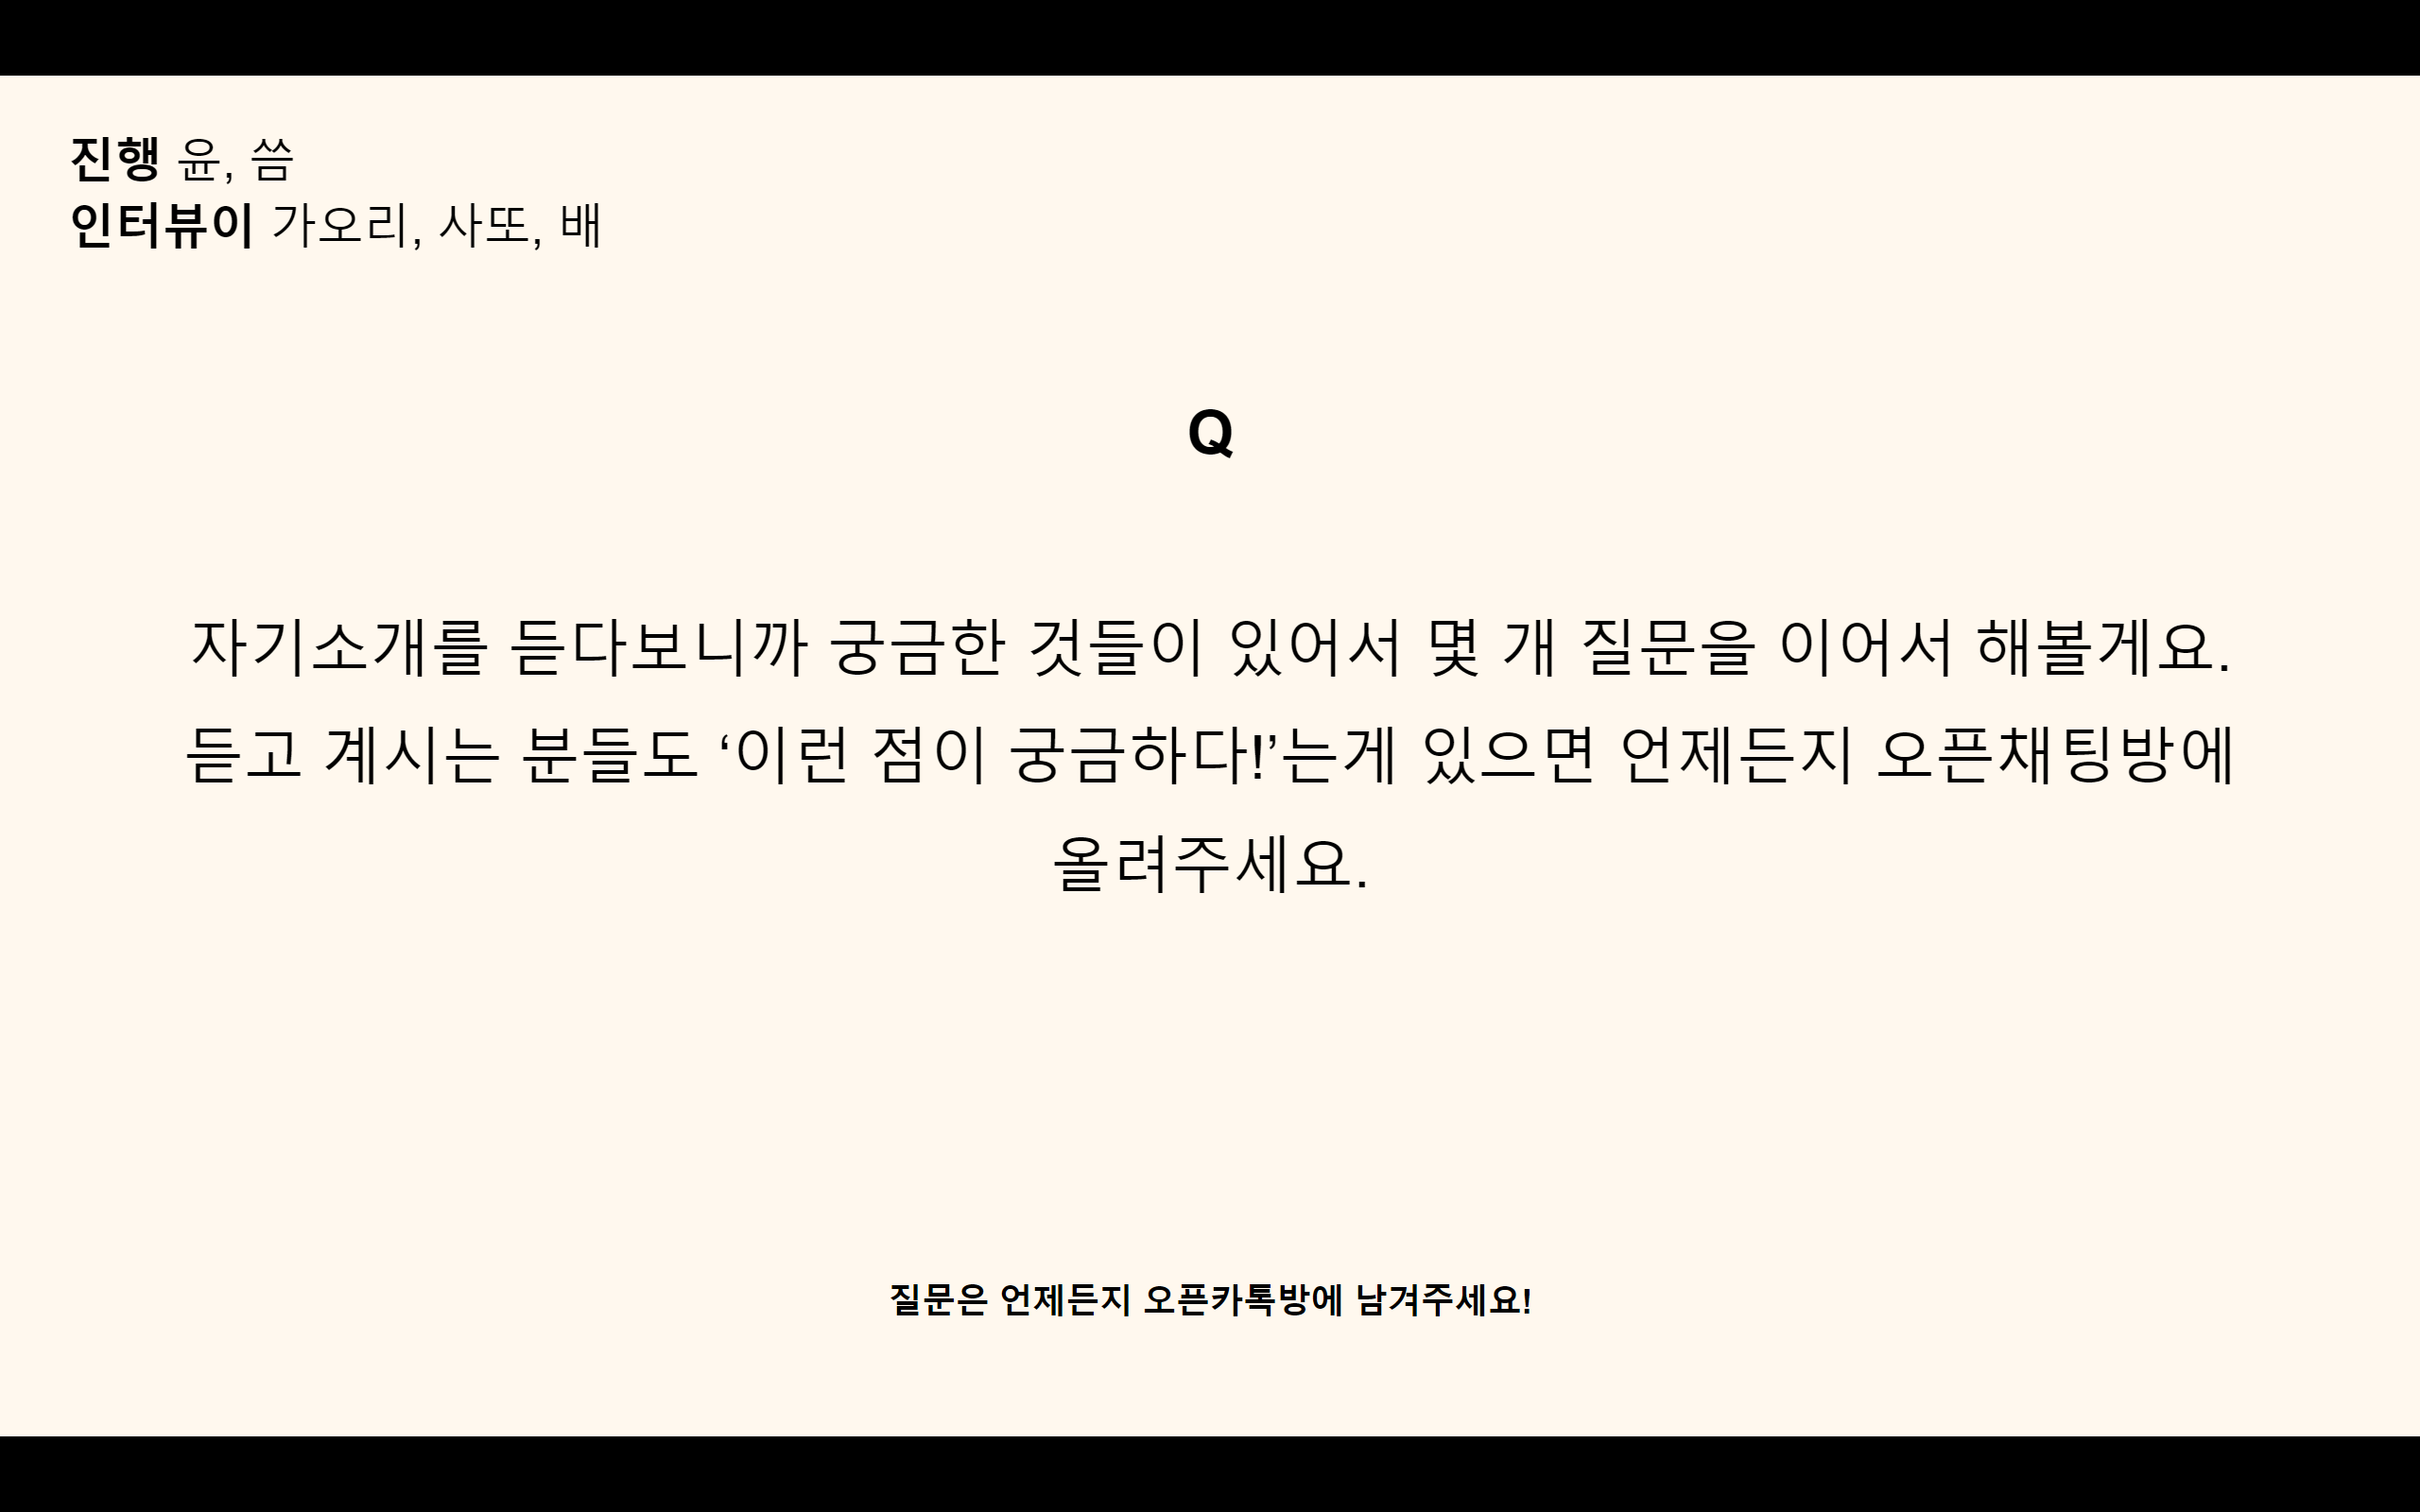 진행 윤, 씀
인터뷰이 가오리, 사또, 배
Q
자기소개를 듣다보니까 궁금한 것들이 있어서 몇 개 질문을 이어서 해볼게요.
듣고 계시는 분들도 ‘이런 점이 궁금하다!’는게 있으면 언제든지 오픈채팅방에
올려주세요.
질문은 언제든지 오픈카톡방에 남겨주세요!